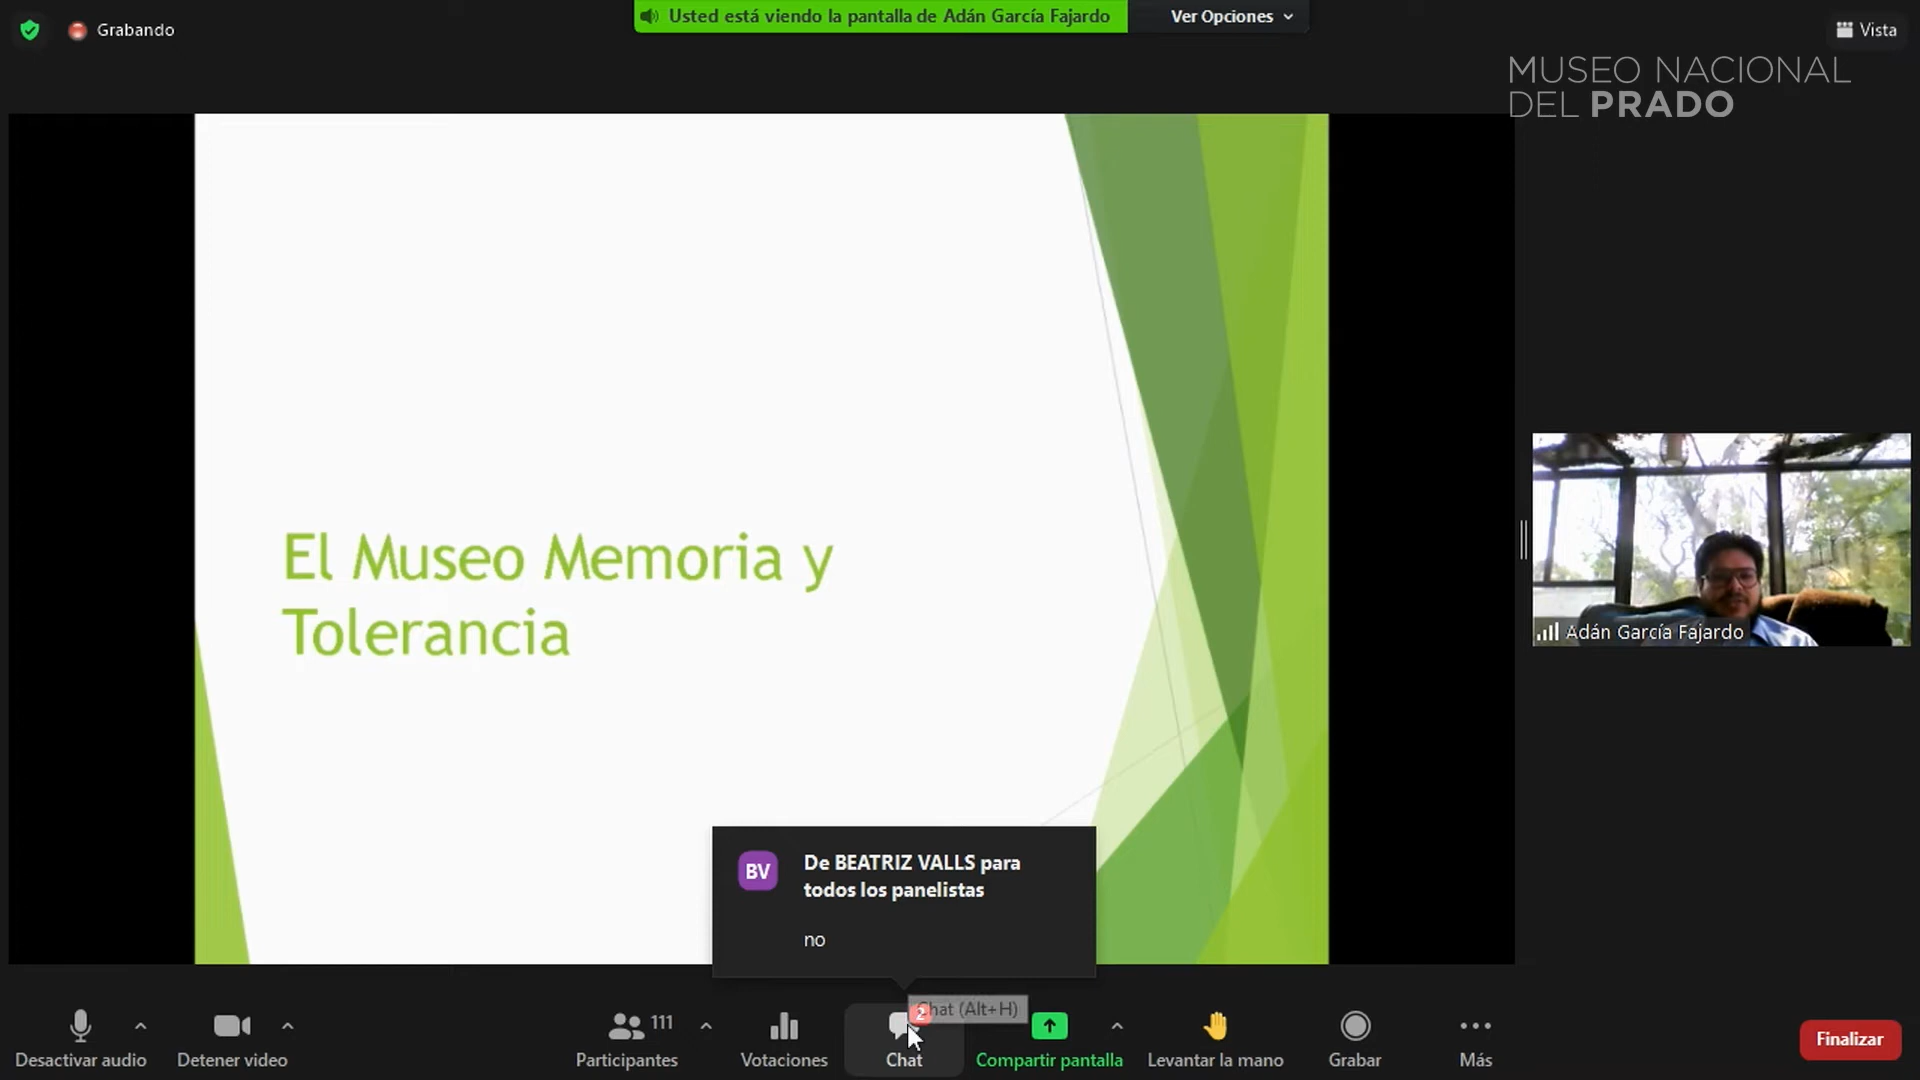 Grabando
Usted está viendo la pantalla de Adán García Fajardo
Ver Opciones
Vista
MUSEO NACIONAL
DEL PRADO
El Museo Memoria y
Tolerancia
Adán García Fajardo
BV
De BEATRIZ VALLS para
todos los panelistas
no
Chat (Alt+H)
2
111
Desactivar audio
Detener video
Participantes
Votaciones
Chat
Compartir pantalla
Levantar la mano
Grabar
Más
Finalizar